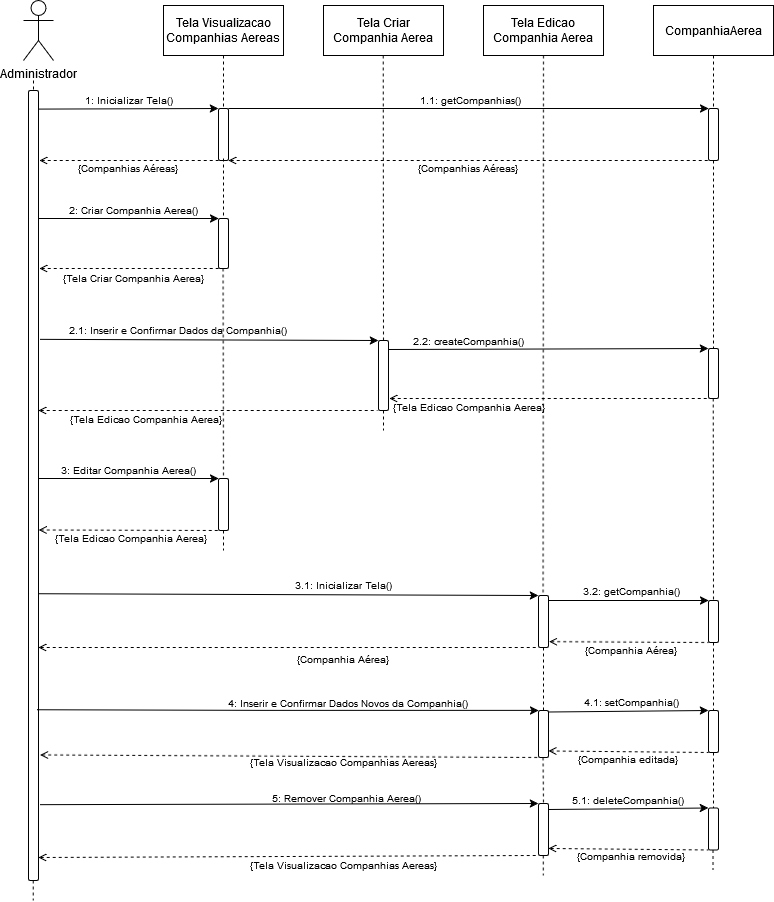 Tela Visualizacao
Companhias Aereas
Tela Criar
Companhia Aerea
Tela Edicao
Companhia Aerea
CompanhiaAerea
Administrador
1: Inicializar Tela()
1.1: getCompanhias()
{Companhias Aéreas}
{Companhias Aéreas}
2: Criar Companhia Aerea()
{Tela Criar Companhia Aerea}
2.1: Inserir e Confirmar Dados da Companhia()
2.2: createCompanhia()
{Tela Edicao Companhia Aerea}
{Tela Edicao Companhia Aerea}
3: Editar Companhia Aerea()
{Tela Edicao Companhia Aerea}
3.1: Inicializar Tela()
3.2: getCompanhia()
{Companhia Aérea}
{Companhia Aérea}
4: Inserir e Confirmar Dados Novos da Companhia()
4.1: setCompanhia()
{Tela Visualizacao Companhias Aereas}
{Companhia editada}
5: Remover Companhia Aerea()
5.1: deleteCompanhia()
{Tela Visualizacao Companhias Aereas}
{Companhia removida}